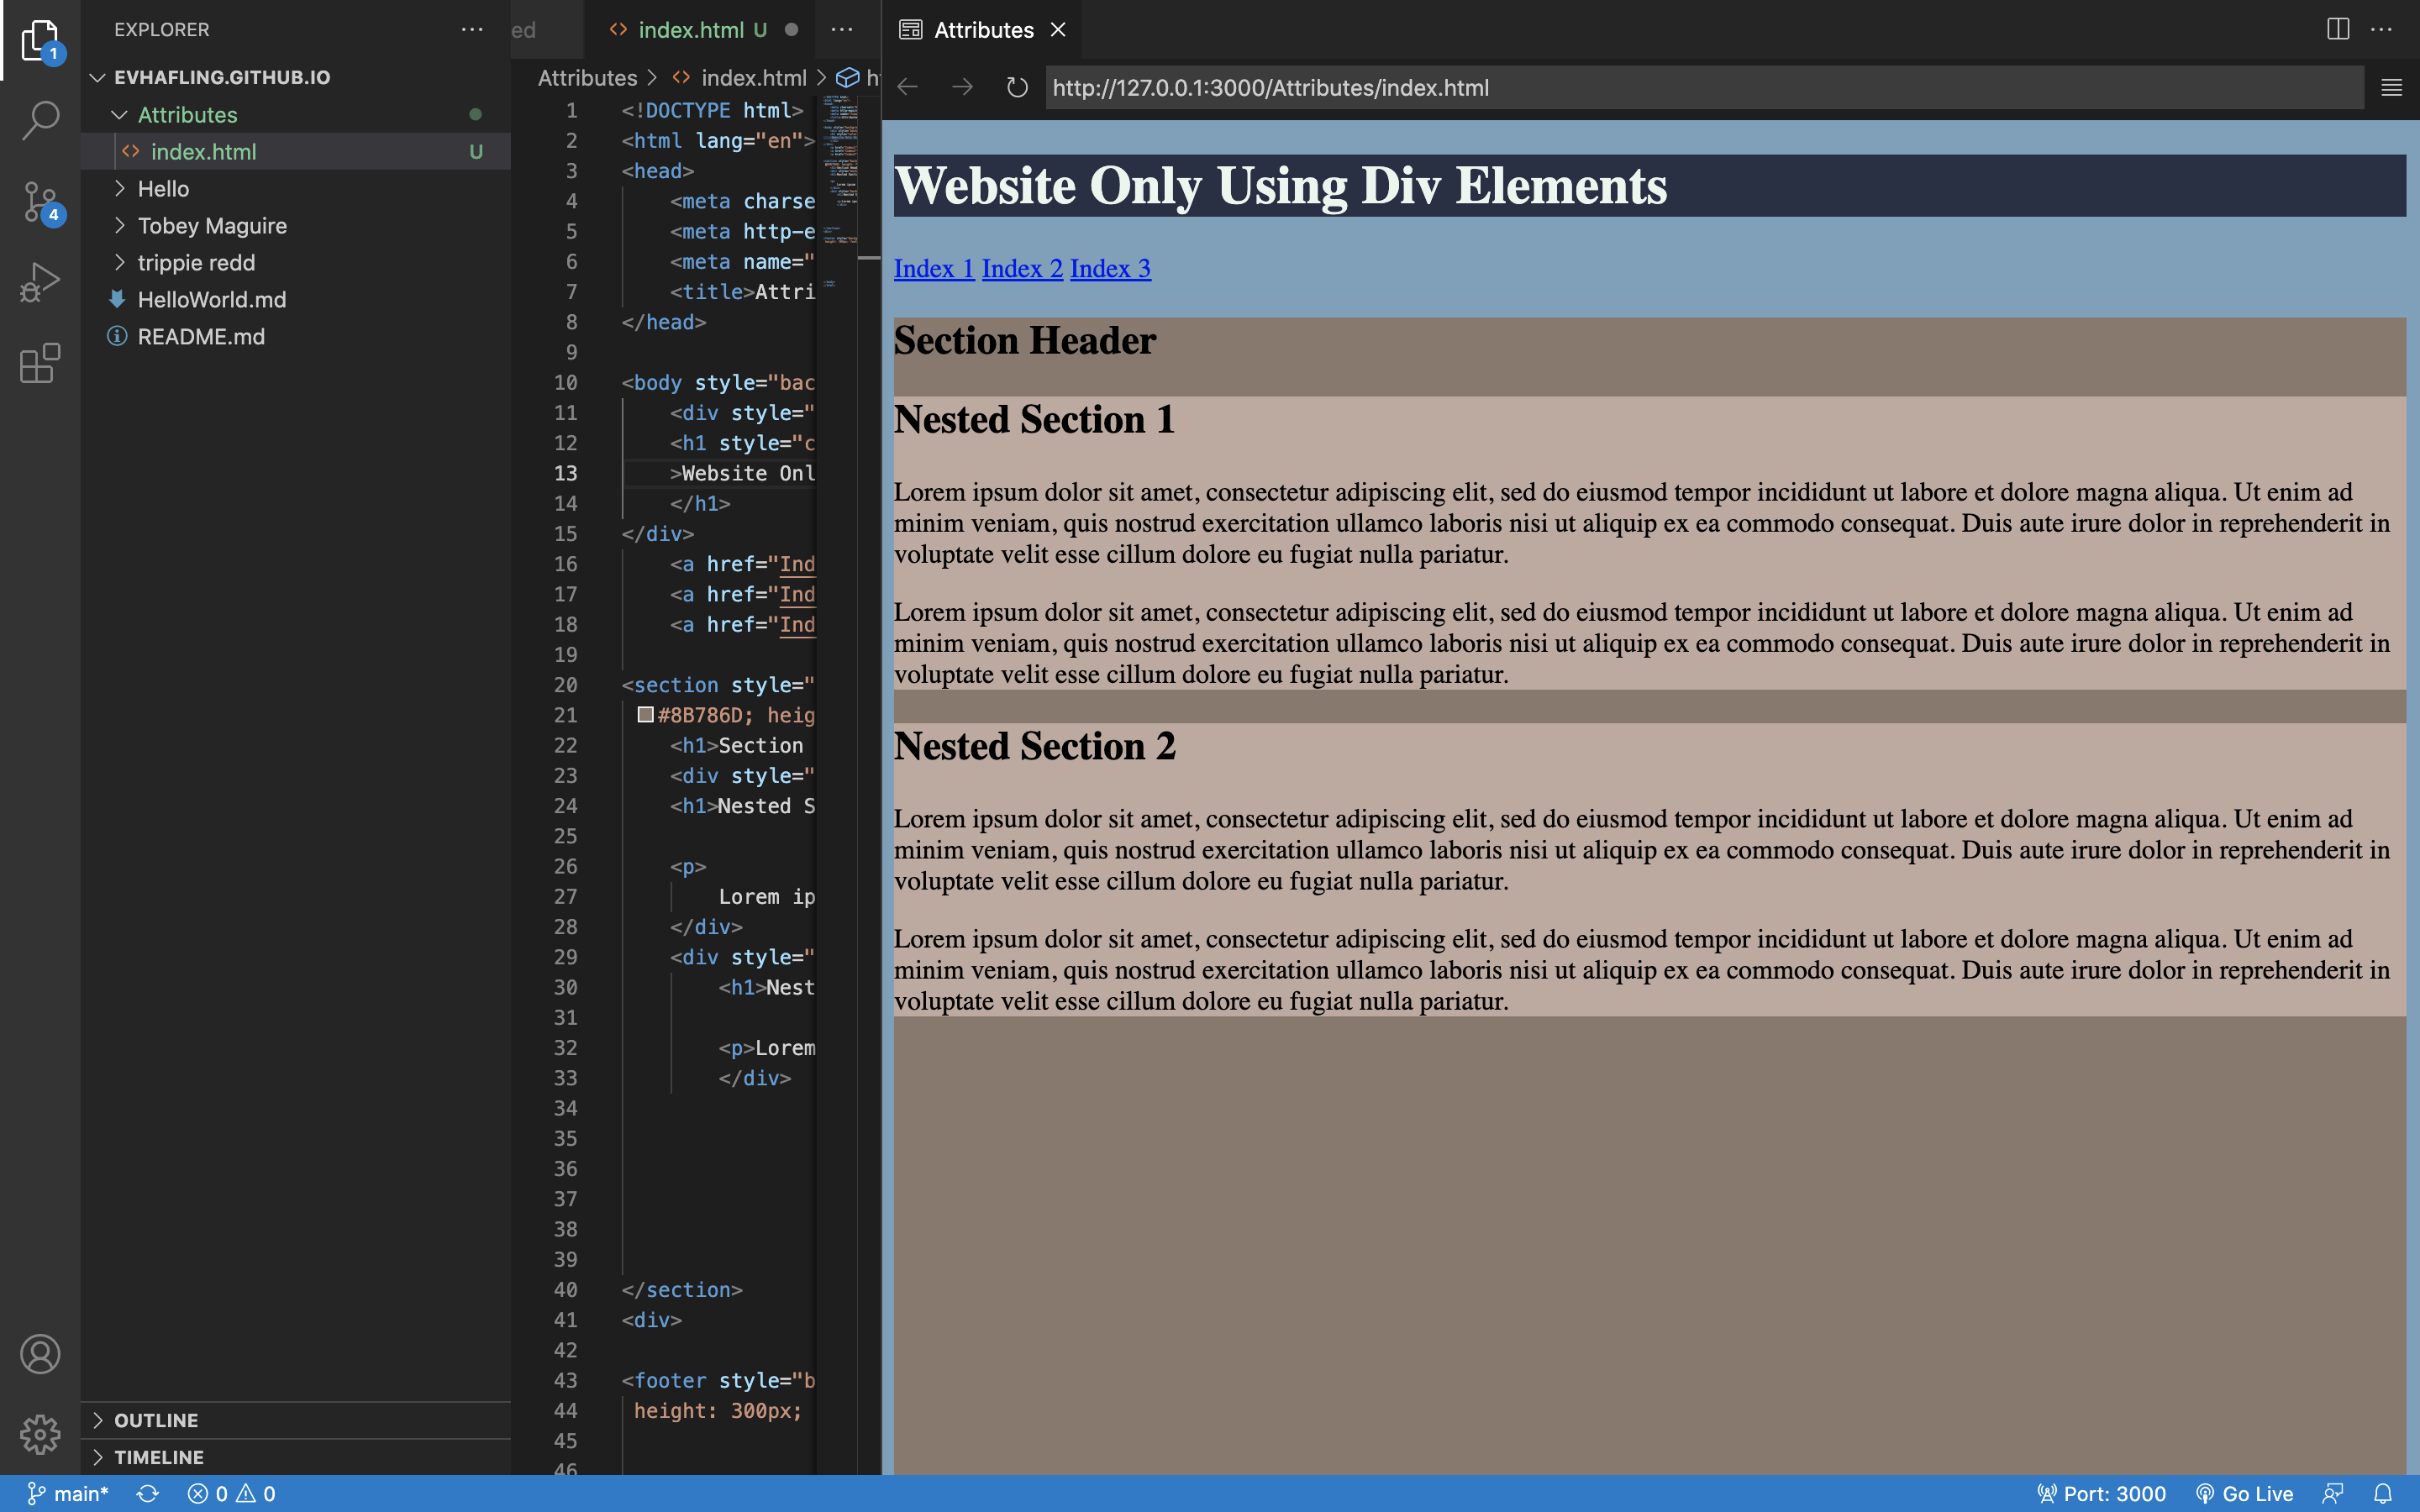 EXPLORER
EVHAFLING.GITHUB.IO
Attributes
index.html U
Hello
Tobey Maguire
trippie redd
HelloWorld.md
README.md
OUTLINE
TIMELINE
1
4
ed
index.html U
Attributes > index.html > h
1 <!DOCTYPE html>
2 <html lang="en">
3 <head>
4 <meta charse
5 <meta http-e
6 <meta name="
7 <title>Attri
8 </head>
9
10 <body style="bac
11 <div style="
12 <h1 style="c
13 >Website Onl
14 </h1>
15 </div>
16 <a href="Ind
17 <a href="Ind
18 <a href="Ind
19
20 <section style="
21 #8B786D; heig
22 <h1>Section
23 <div style="
24 <h1>Nested S
25
26 <p>
27 Lorem ip
28 </div>
29 <div style="
30 <h1>Nest
31
32 <p>Lorem
33 </div>
34
35
36
37
38
39
40 </section>
41 <div>
42
43 <footer style="b
44 height: 300px;
45
46
Attributes
http://127.0.0.1:3000/Attributes/index.html
Website Only Using Div Elements
Index 1 Index 2 Index 3
Section Header
Nested Section 1
Lorem ipsum dolor sit amet, consectetur adipiscing elit, sed do eiusmod tempor incididunt ut labore et dolore magna aliqua. Ut enim ad
minim veniam, quis nostrud exercitation ullamco laboris nisi ut aliquip ex ea commodo consequat. Duis aute irure dolor in reprehenderit in
voluptate velit esse cillum dolore eu fugiat nulla pariatur.
Lorem ipsum dolor sit amet, consectetur adipiscing elit, sed do eiusmod tempor incididunt ut labore et dolore magna aliqua. Ut enim ad
minim veniam, quis nostrud exercitation ullamco laboris nisi ut aliquip ex ea commodo consequat. Duis aute irure dolor in reprehenderit in
voluptate velit esse cillum dolore eu fugiat nulla pariatur.
Nested Section 2
Lorem ipsum dolor sit amet, consectetur adipiscing elit, sed do eiusmod tempor incididunt ut labore et dolore magna aliqua. Ut enim ad
minim veniam, quis nostrud exercitation ullamco laboris nisi ut aliquip ex ea commodo consequat. Duis aute irure dolor in reprehenderit in
voluptate velit esse cillum dolore eu fugiat nulla pariatur.
Lorem ipsum dolor sit amet, consectetur adipiscing elit, sed do eiusmod tempor incididunt ut labore et dolore magna aliqua. Ut enim ad
minim veniam, quis nostrud exercitation ullamco laboris nisi ut aliquip ex ea commodo consequat. Duis aute irure dolor in reprehenderit in
voluptate velit esse cillum dolore eu fugiat nulla pariatur.
main* 0 0 Port: 3000 Go Live